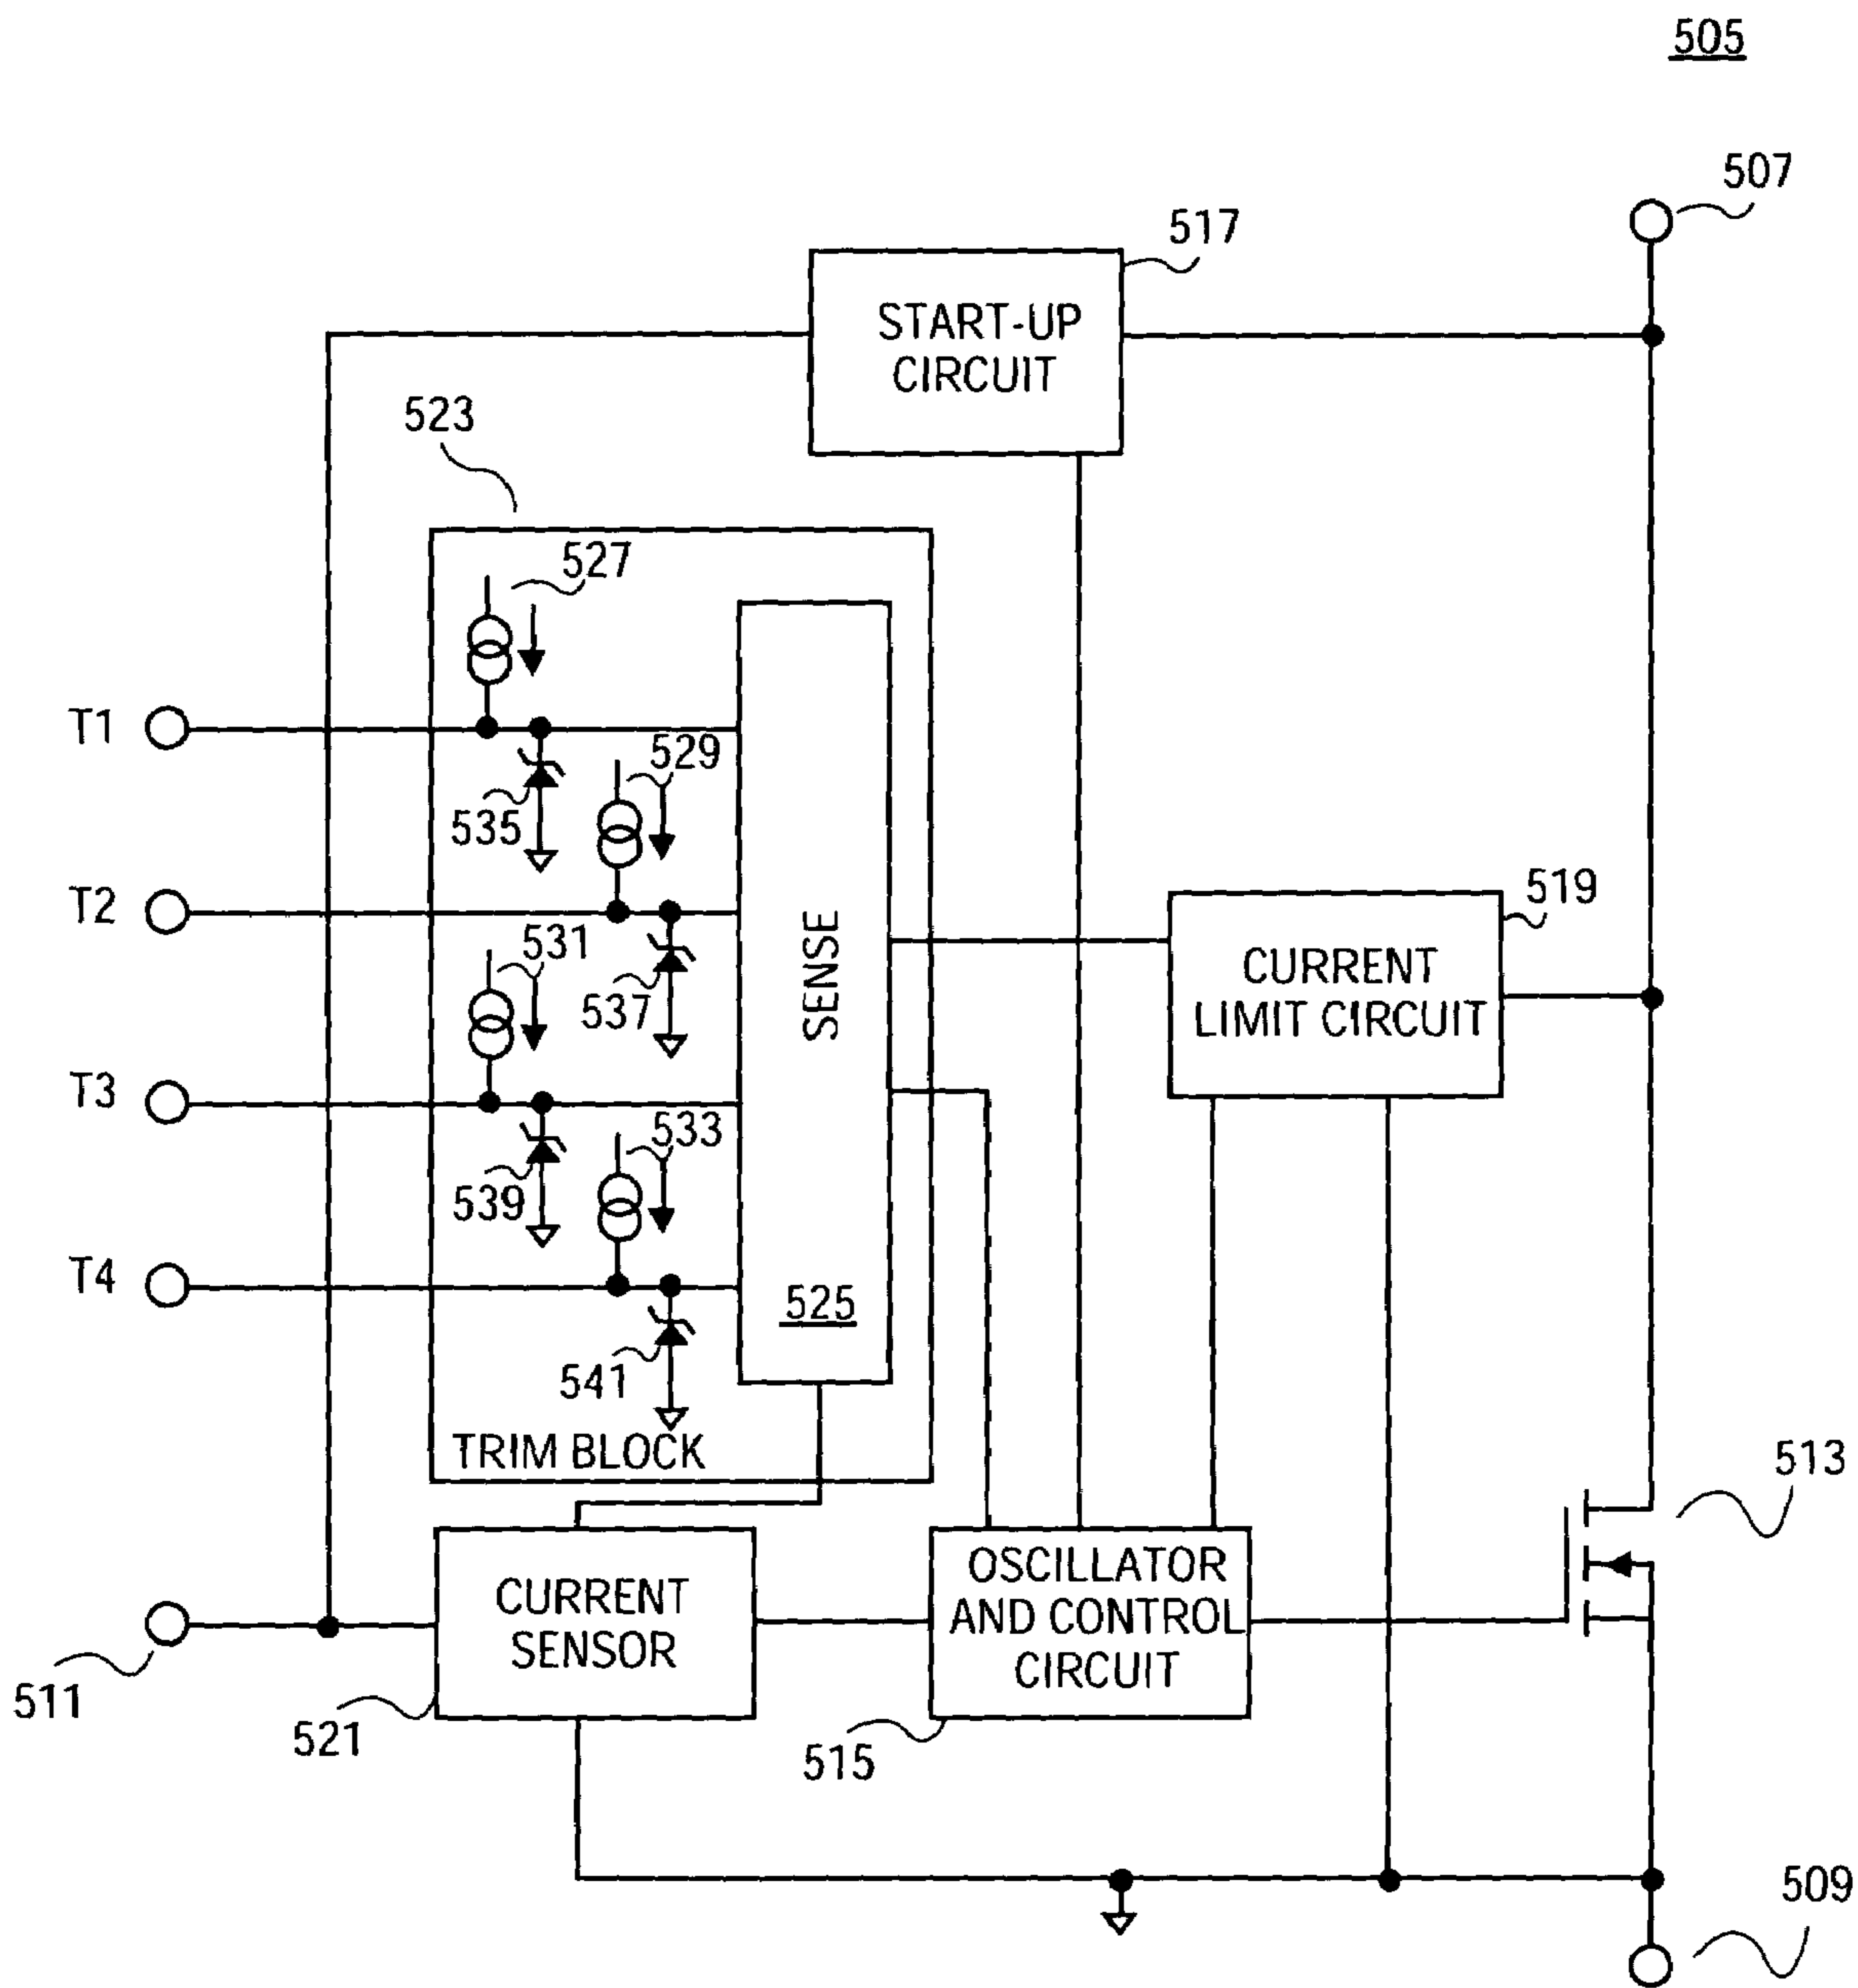 505
507
517
START-UP
CIRCUIT
523
527
T1
529
535
T2
519
531
SENSE
CURRENT
LIMIT CIRCUIT
537
T3
533
539
T4
525
541
TRIM BLOCK
513
OSCILLATOR
AND CONTROL
CIRCUIT
CURRENT
SENSOR
511
521
515
509